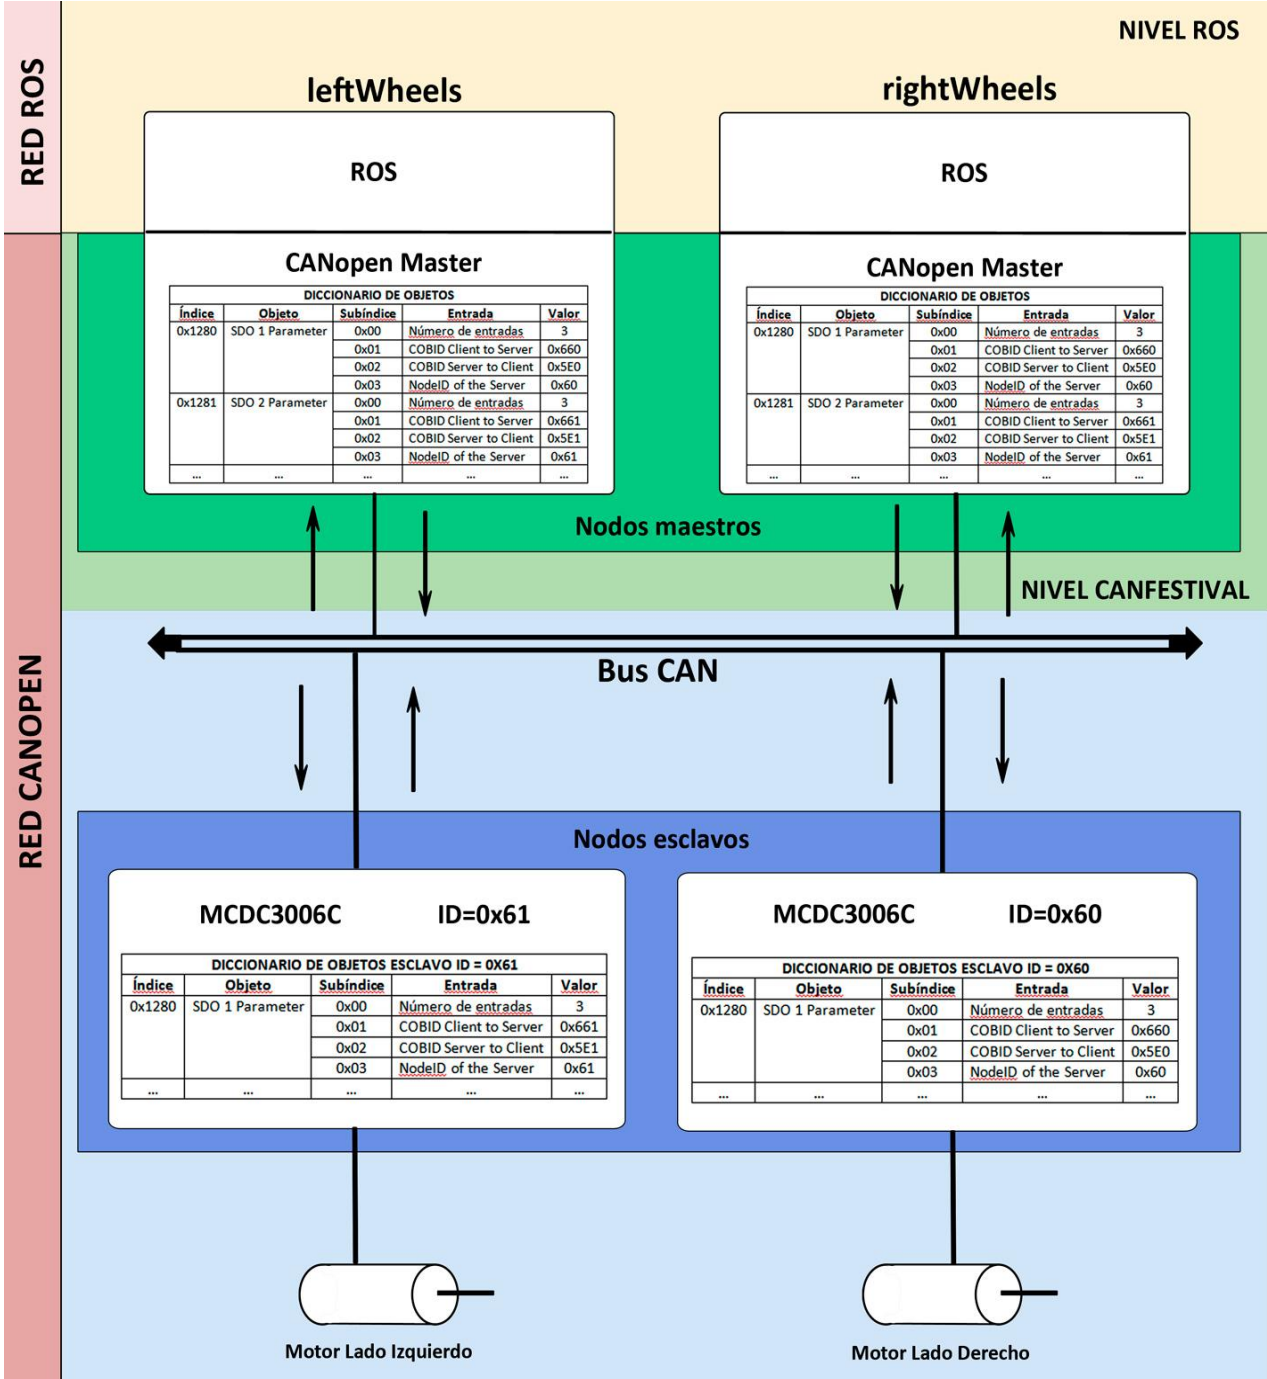 NIVEL ROS
RED ROS
leftWheels
rightWheels
ROS
ROS
CANopen Master
DICCIONARIO DE OBJETOS
Índice Objeto Subíndice Entrada Valor
0x1280 SDO 1 Parameter 0x00 Número de entradas 3
0x01 COBID Client to Server 0x660
0x02 COBID Server to Client 0x5E0
0x03 NodeID of the Server 0x60
0x1281 SDO 2 Parameter 0x00 Número de entradas 3
0x01 COBID Client to Server 0x661
0x02 COBID Server to Client 0x5E1
0x03 NodeID of the Server 0x61
... ... ... ... ...
CANopen Master
DICCIONARIO DE OBJETOS
Índice Objeto Subíndice Entrada Valor
0x1280 SDO 1 Parameter 0x00 Número de entradas 3
0x01 COBID Client to Server 0x660
0x02 COBID Server to Client 0x5E0
0x03 NodeID of the Server 0x60
0x1281 SDO 2 Parameter 0x00 Número de entradas 3
0x01 COBID Client to Server 0x661
0x02 COBID Server to Client 0x5E1
0x03 NodeID of the Server 0x61
... ... ... ... ...
Nodos maestros
NIVEL CANFESTIVAL
RED CANOPEN
Bus CAN
Nodos esclavos
MCDC3006C ID=0x61
DICCIONARIO DE OBJETOS ESCLAVO ID = 0X61
Índice Objeto Subíndice Entrada Valor
0x1280 SDO 1 Parameter 0x00 Número de entradas 3
0x01 COBID Client to Server 0x661
0x02 COBID Server to Client 0x5E1
0x03 NodeID of the Server 0x61
... ... ... ... ...
MCDC3006C ID=0x60
DICCIONARIO DE OBJETOS ESCLAVO ID = 0X60
Índice Objeto Subíndice Entrada Valor
0x1280 SDO 1 Parameter 0x00 Número de entradas 3
0x01 COBID Client to Server 0x660
0x02 COBID Server to Client 0x5E0
0x03 NodeID of the Server 0x60
... ... ... ... ...
Motor Lado Izquierdo
Motor Lado Derecho